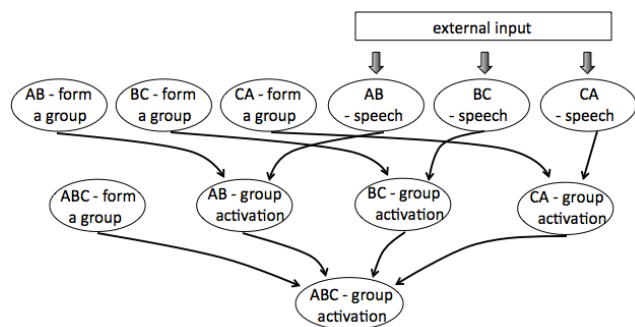 external input
AB - form
a group
BC - form
a group
CA - form
a group
AB
- speech
BC
- speech
CA
- speech
ABC - form
a group
AB - group
activation
BC - group
activation
CA - group
activation
ABC - group
activation